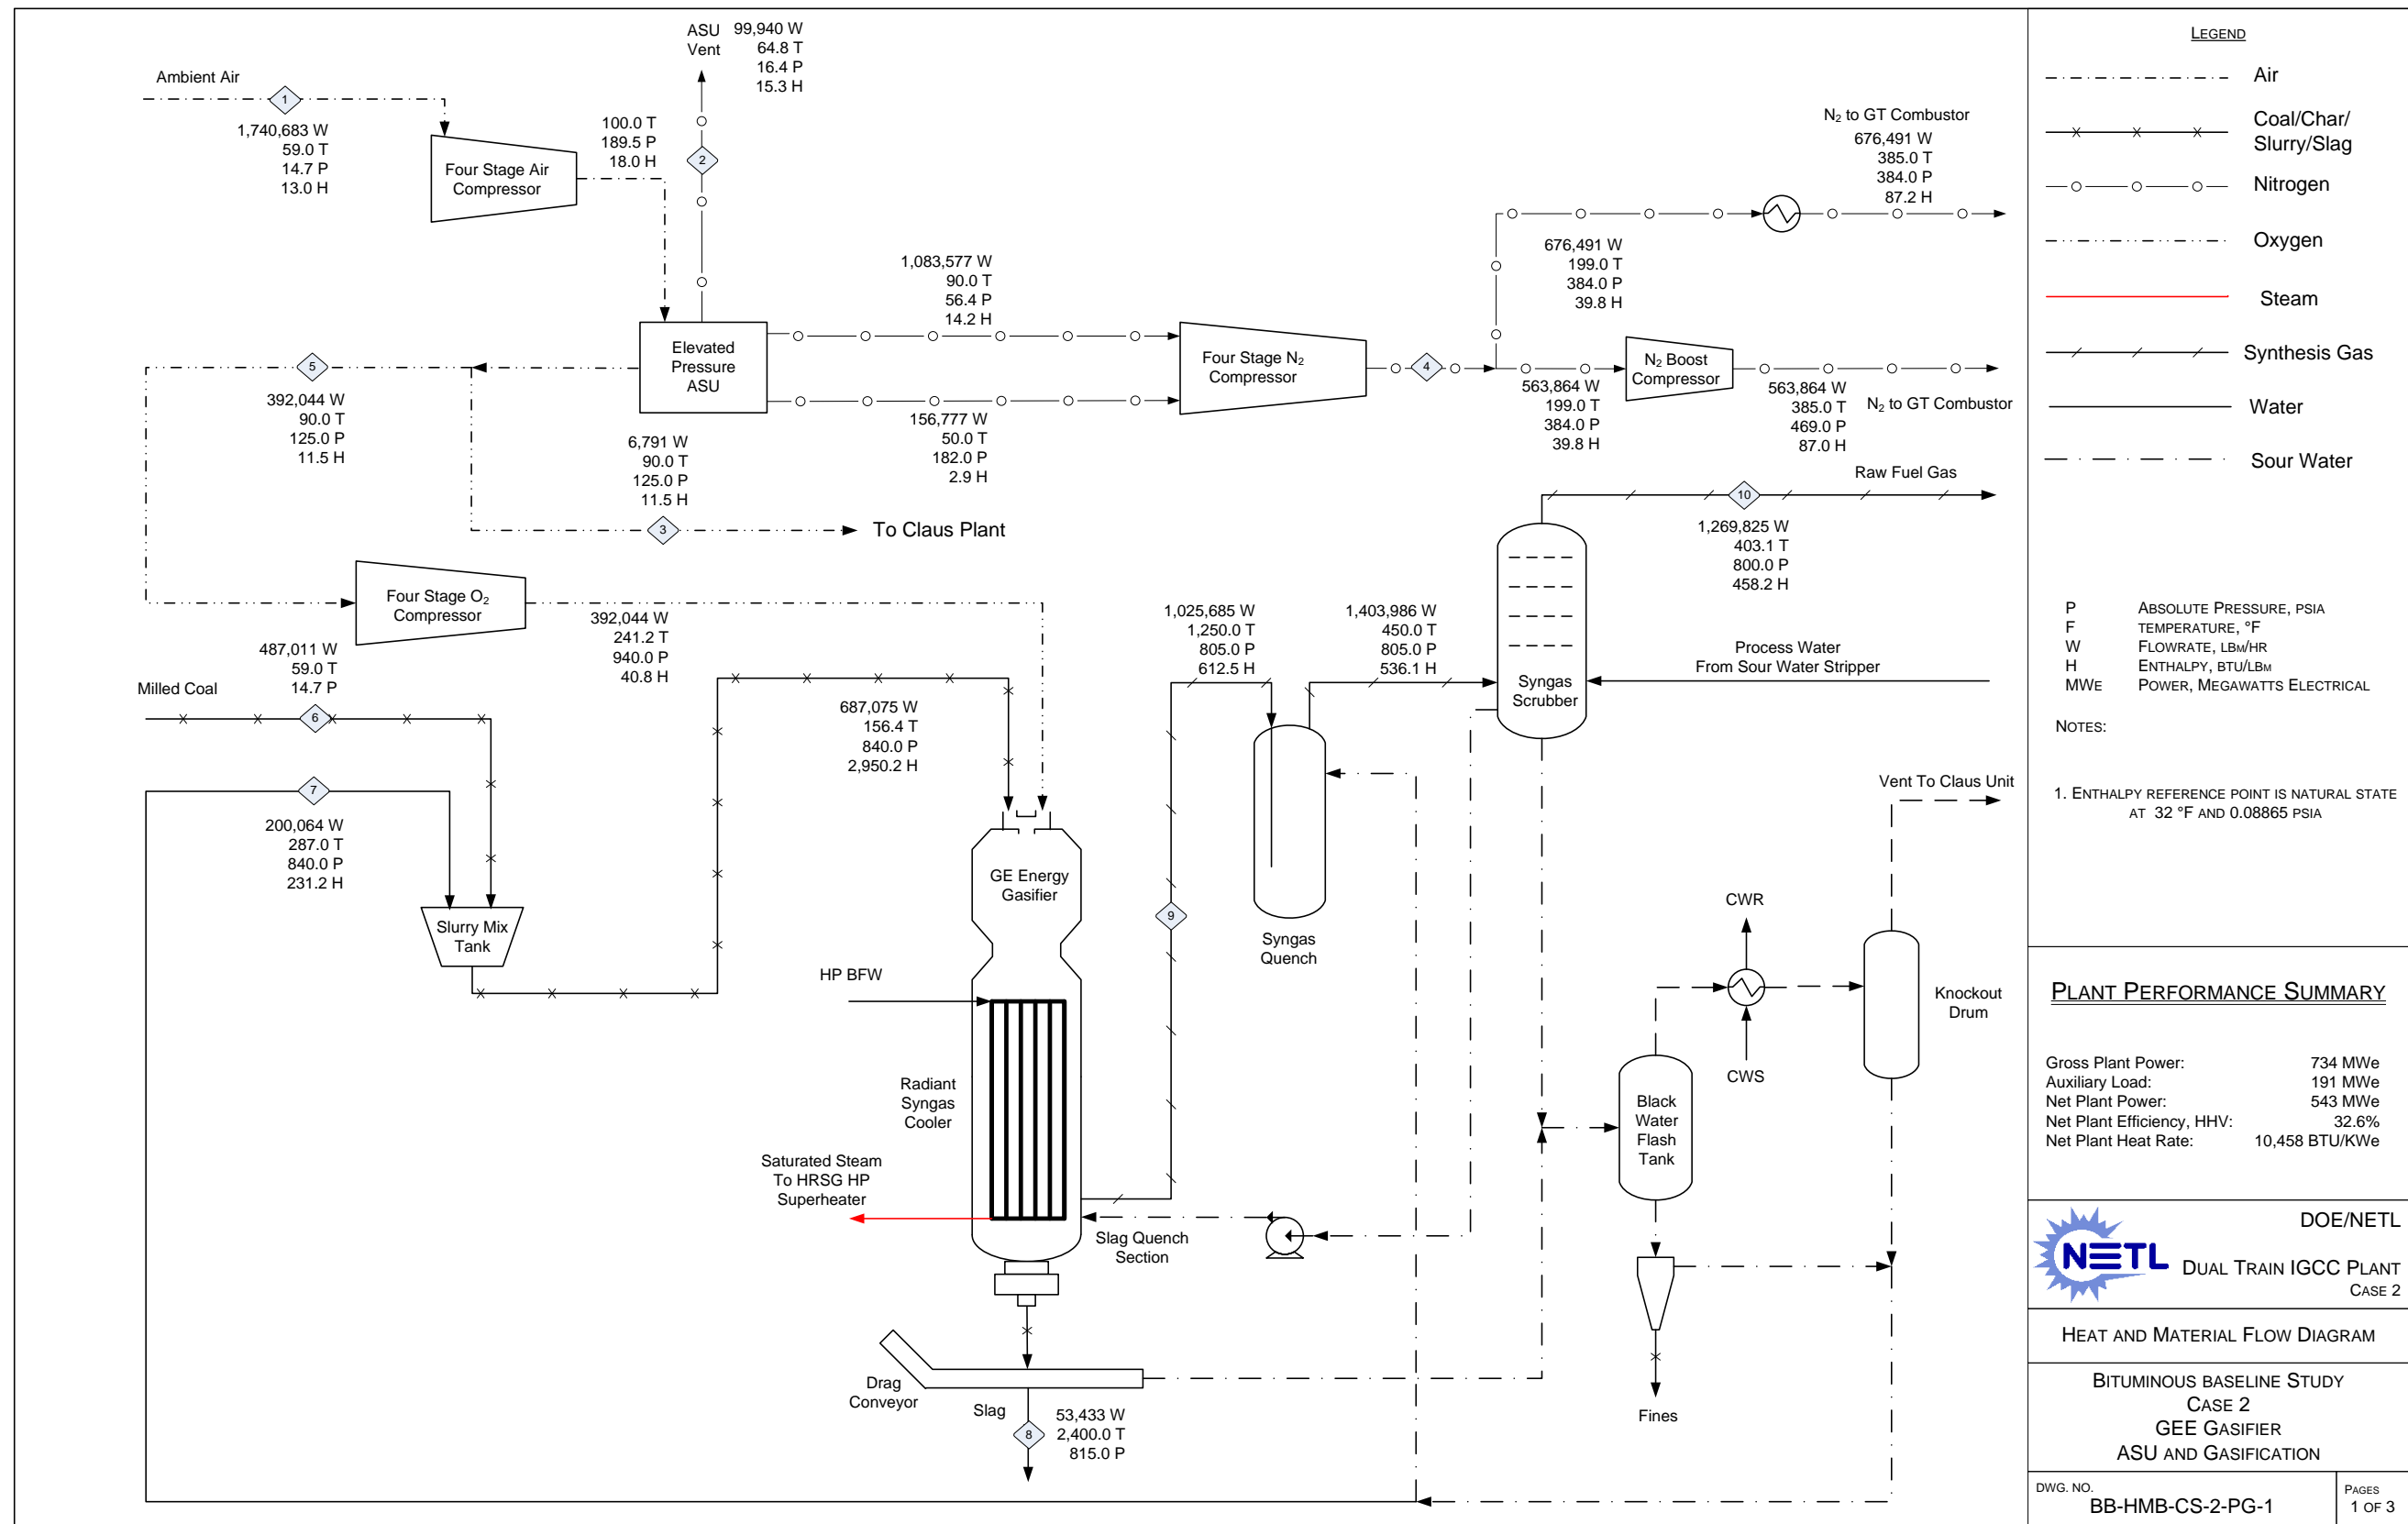 Ambient Air
1
1,740,683 W
59.0 T
14.7 P
13.0 H
Four Stage Air
Compressor
100.0 T
189.5 P
18.0 H
ASU
Vent
99,940 W
64.8 T
16.4 P
15.3 H
2
Elevated
Pressure
ASU
1,083,577 W
90.0 T
56.4 P
14.2 H
156,777 W
50.0 T
182.0 P
2.9 H
Four Stage N2
Compressor
4
N2 to GT Combustor
676,491 W
385.0 T
384.0 P
87.2 H
676,491 W
199.0 T
384.0 P
39.8 H
N2 Boost
Compressor
563,864 W
199.0 T
384.0 P
39.8 H
563,864 W
385.0 T
469.0 P
87.0 H
N2 to GT Combustor
5
392,044 W
90.0 T
125.0 P
11.5 H
6,791 W
90.0 T
125.0 P
11.5 H
3
To Claus Plant
Four Stage O2
Compressor
392,044 W
241.2 T
940.0 P
40.8 H
487,011 W
59.0 T
14.7 P
Milled Coal
6
7
200,064 W
287.0 T
840.0 P
231.2 H
Slurry Mix
Tank
687,075 W
156.4 T
840.0 P
2,950.2 H
GE Energy
Gasifier
HP BFW
Radiant
Syngas
Cooler
Saturated Steam
To HRSG HP
Superheater
Slag Quench
Section
Drag
Conveyor
Slag
8
53,433 W
2,400.0 T
815.0 P
9
1,025,685 W
1,250.0 T
805.0 P
612.5 H
Syngas
Quench
1,403,986 W
450.0 T
805.0 P
536.1 H
Syngas
Scrubber
Raw Fuel Gas
10
1,269,825 W
403.1 T
800.0 P
458.2 H
Process Water
From Sour Water Stripper
Vent To Claus Unit
CWR
CWS
Knockout
Drum
Black
Water
Flash
Tank
Fines
LEGEND
Air
Coal/Char/
Slurry/Slag
Nitrogen
Oxygen
Steam
Synthesis Gas
Water
Sour Water
P ABSOLUTE PRESSURE, PSIA
F TEMPERATURE, °F
W FLOWRATE, LBM/HR
H ENTHALPY, BTU/LBM
MWE POWER, MEGAWATTS ELECTRICAL
NOTES:
1. ENTHALPY REFERENCE POINT IS NATURAL STATE
AT 32 °F AND 0.08865 PSIA
PLANT PERFORMANCE SUMMARY
Gross Plant Power: 734 MWe
Auxiliary Load: 191 MWe
Net Plant Power: 543 MWe
Net Plant Efficiency, HHV: 32.6%
Net Plant Heat Rate: 10,458 BTU/KWe
NETL
DOE/NETL
DUAL TRAIN IGCC PLANT
CASE 2
HEAT AND MATERIAL FLOW DIAGRAM
BITUMINOUS BASELINE STUDY
CASE 2
GEE GASIFIER
ASU AND GASIFICATION
DWG. NO.
BB-HMB-CS-2-PG-1
PAGES
1 OF 3